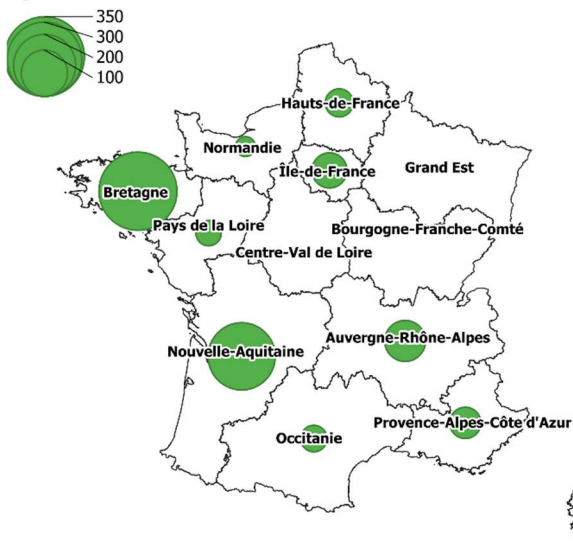 350
300
200
100
Hauts-de-France
Normandie
Île-de-France
Grand Est
Bretagne
Pays de la Loire
Bourgogne-Franche-Comté
Centre-Val de Loire
Auvergne-Rhône-Alpes
Nouvelle-Aquitaine
Provence-Alpes-Côte d'Azur
Occitanie